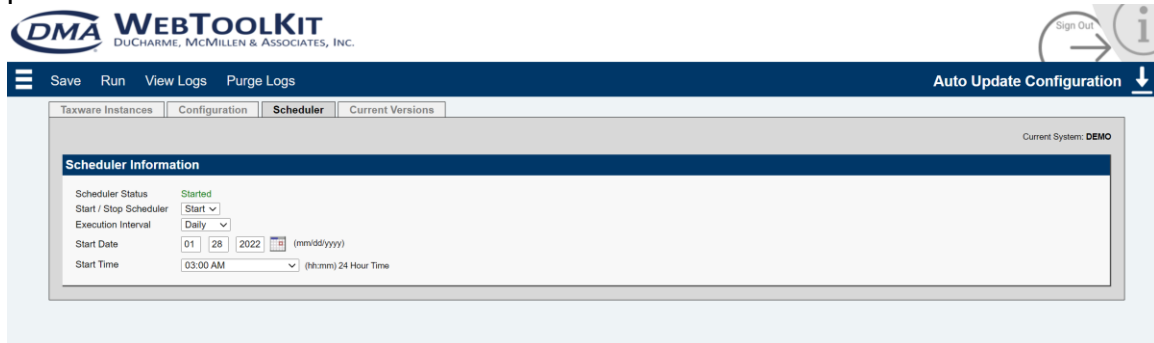 DMA WEBTOOLKIT
DUCHARME, MCMILLEN & ASSOCIATES, INC.
Sign Out
i
Save Run View Logs Purge Logs Auto Update Configuration
Taxware Instances Configuration Scheduler Current Versions
Current System: DEMO
Scheduler Information
Scheduler Status Started
Start / Stop Scheduler Start
Execution Interval Daily
Start Date 01 28 2022 (mm/dd/yyyy)
Start Time 03:00 AM (hh:mm) 24 Hour Time